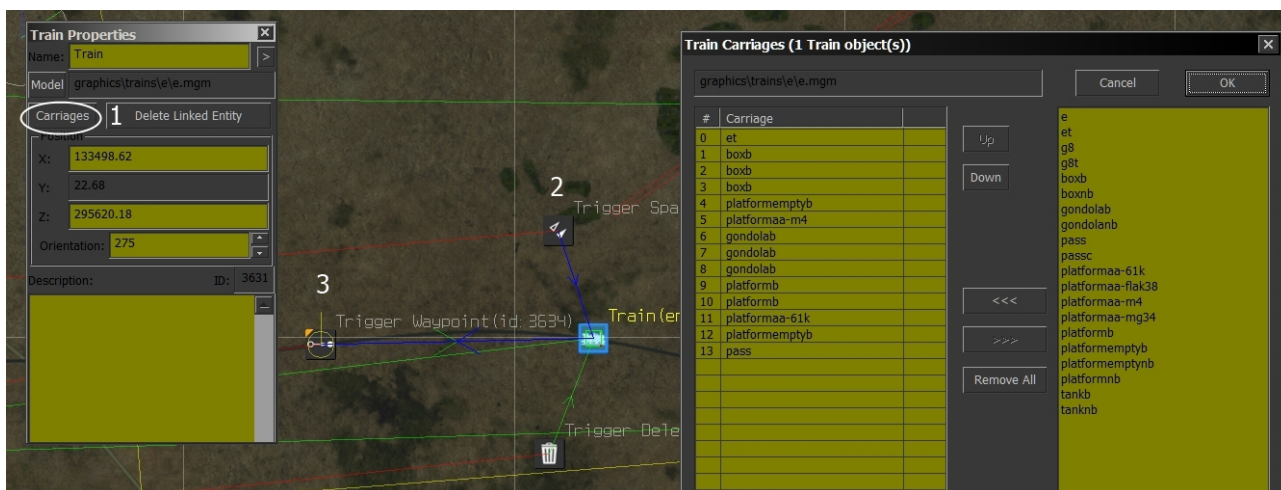 Train Properties
Name: Train >
Model graphics\trains\e\e.mgm
Carriages 1 Delete Linked Entity
Position
X: 133498.62
Y: 22.68
Z: 295620.18
Orientation: 275
Description: ID: 3631
2
Trigger Spa
3
Trigger Waypoint(id: 3634)
Train(er
Trigger Dele
Train Carriages (1 Train object(s))
graphics\trains\e\e.mgm
Cancel
OK
# Carriage
0 et
1 boxb
2 boxb
3 boxb
4 platformemptyb
5 platformaa-m4
6 gondolab
7 gondolab
8 gondolab
9 platformb
10 platformb
11 platformaa-61k
12 platformemptyb
13 pass
Up
Down
<<<
>>>
Remove All
e
et
g8
g8t
boxb
boxnb
gondolab
gondolanb
pass
passc
platformaa-61k
platformaa-flak38
platformaa-m4
platformaa-mg34
platformb
platformemptyb
platformemptynb
platformnb
tankb
tanknb